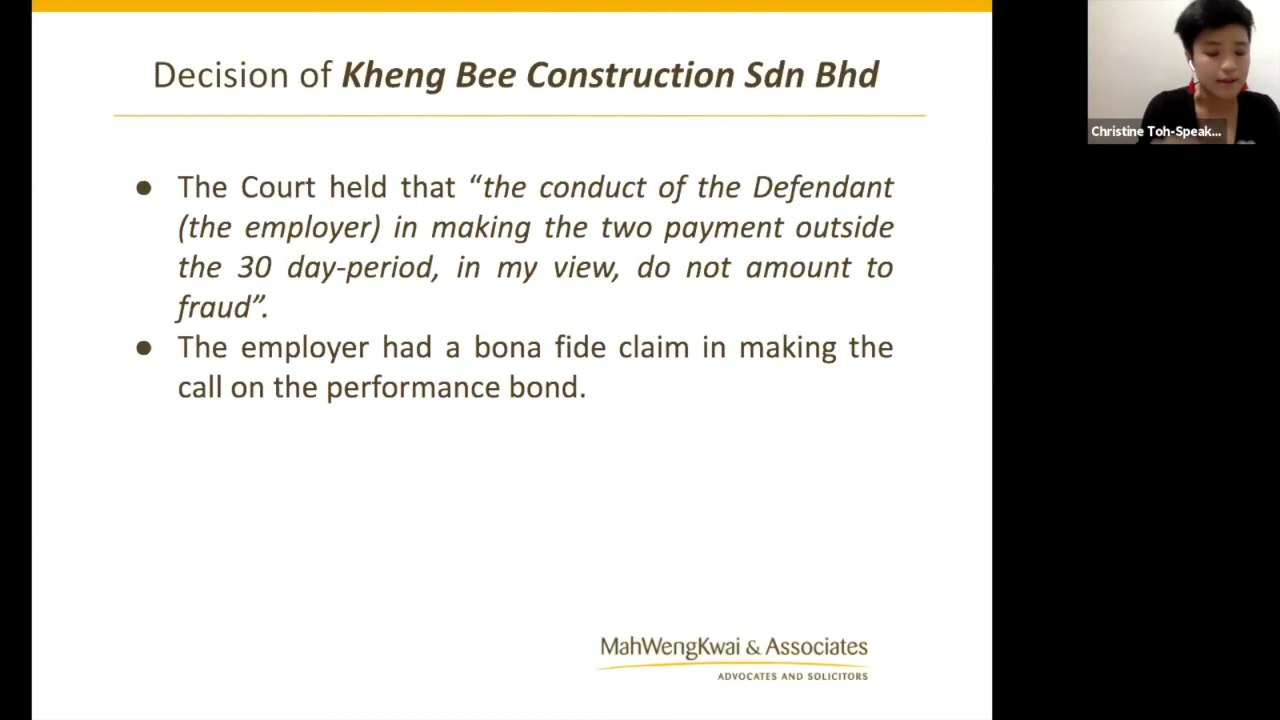 Decision of Kheng Bee Construction Sdn Bhd
● The Court held that “the conduct of the Defendant
(the employer) in making the two payment outside
the 30 day-period, in my view, do not amount to
fraud”.
● The employer had a bona fide claim in making the
call on the performance bond.
MahWengKwai & Associates
ADVOCATES AND SOLICITORS
Christine Toh-Speak...